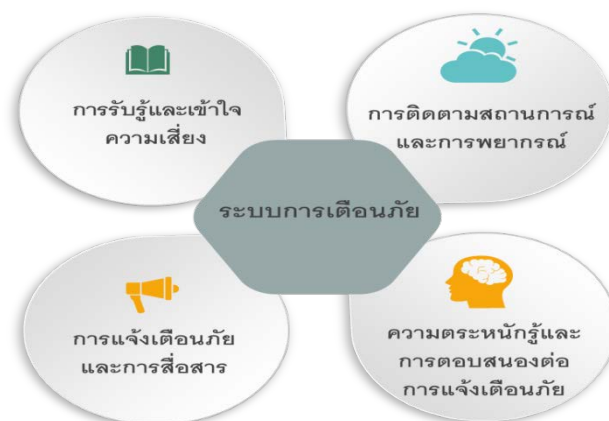 การรับรู้และเข้าใจ
ความเสี่ยง
การติดตามสถานการณ์
และการพยากรณ์
ระบบการเตือนภัย
การแจ้งเตือนภัย
และการสื่อสาร
ความตระหนักรู้และ
การตอบสนองต่อ
การแจ้งเตือนภัย